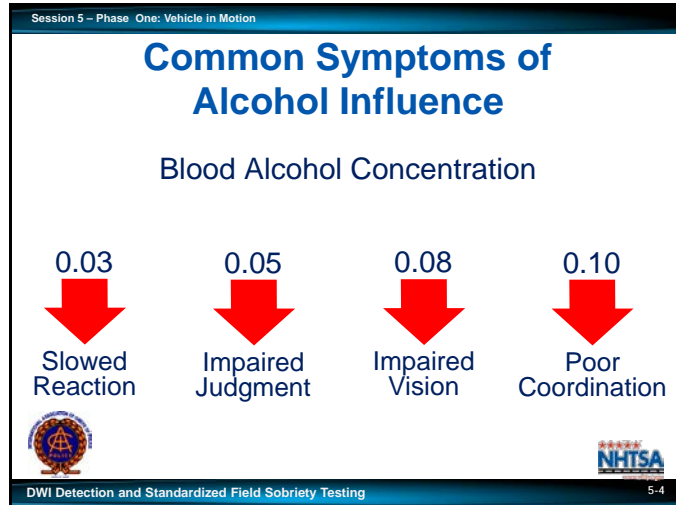 Session 5 – Phase One: Vehicle in Motion
Common Symptoms of
Alcohol Influence
Blood Alcohol Concentration
0.03 0.05 0.08 0.10
Slowed Impaired Impaired Poor
Reaction Judgment Vision Coordination
NHTSA
DWI Detection and Standardized Field Sobriety Testing 5-4